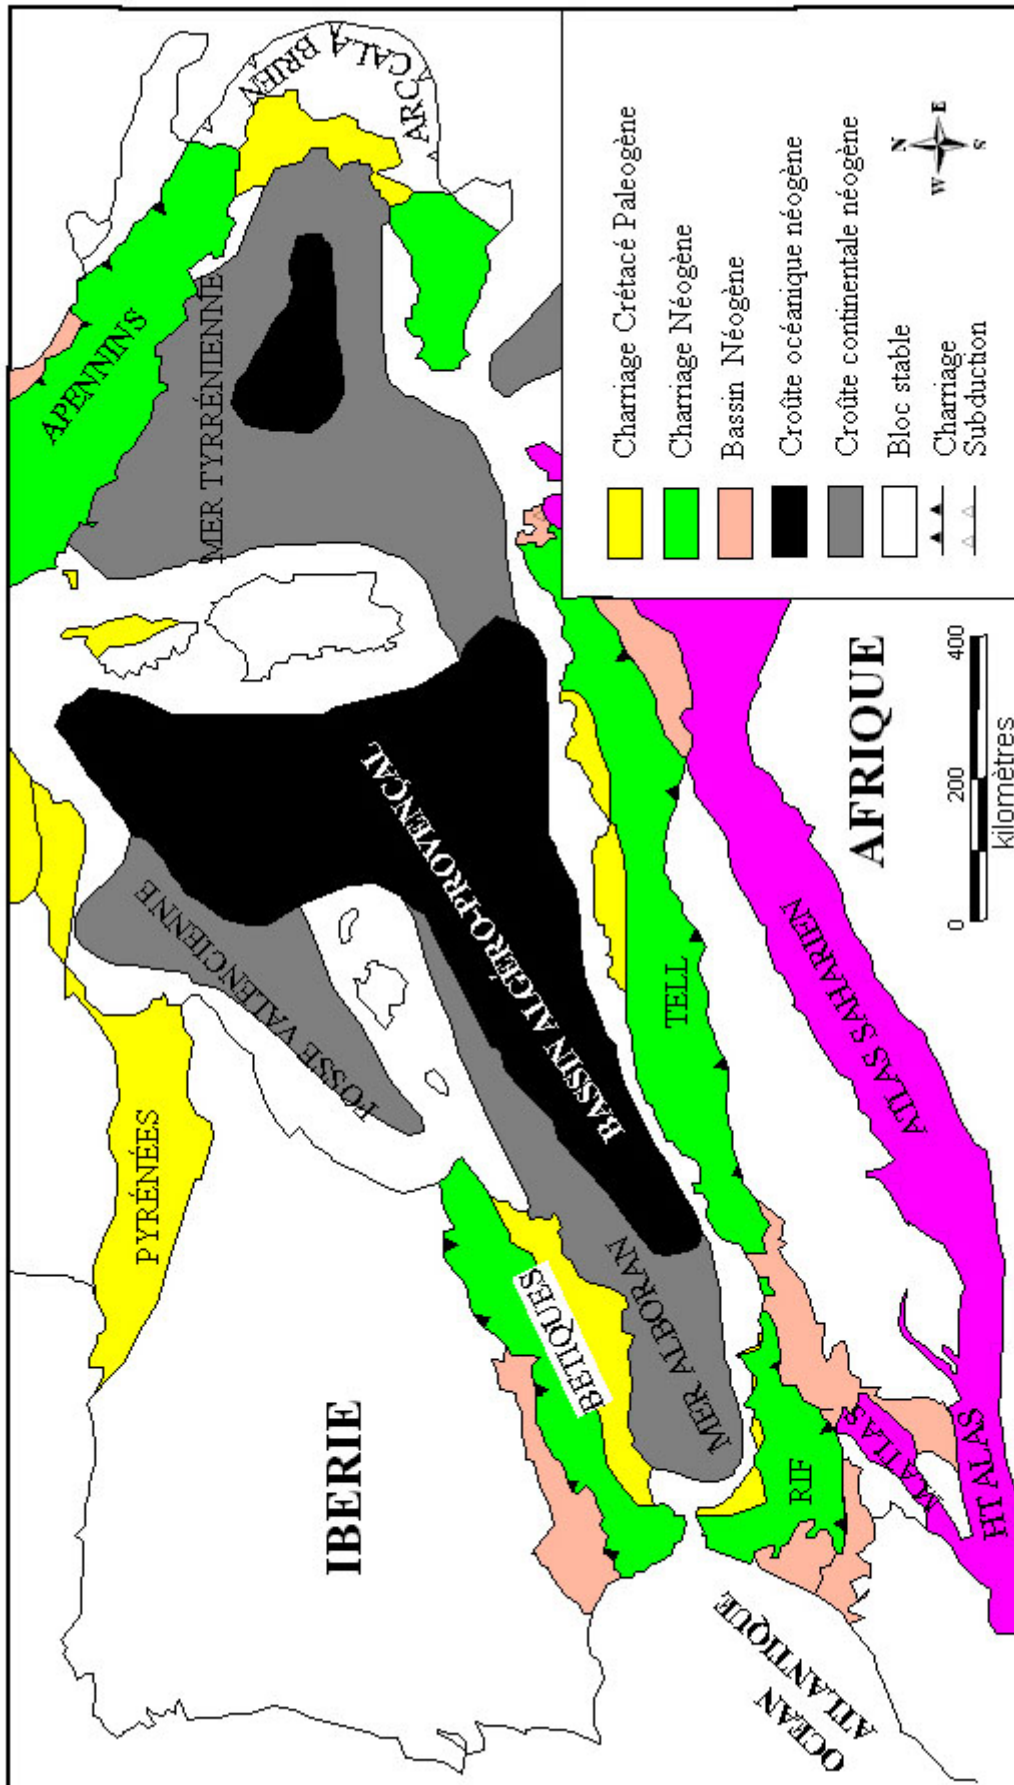 ARC CALABRIEN
APENNINS
MER TYRRÉNIENNE
PYRÉNÉES
FOSSE VALENCIENNE
BASSIN ALGÉRO-PROVENÇAL
IBERIE
BETIQUES
MER ALBORAN
TELL
RIF
M.ATLAS
HT ALAS
ATLAS SAHARIEN
AFRIQUE
OCEAN
ATLANTIQUE
0 200 400
kilomètres
Charriage Crétacé Paleogène
Charriage Néogène
Bassin Néogène
Croûte océanique néogène
Croûte continentale néogène
Bloc stable
Charriage
Subduction
N
W E
S